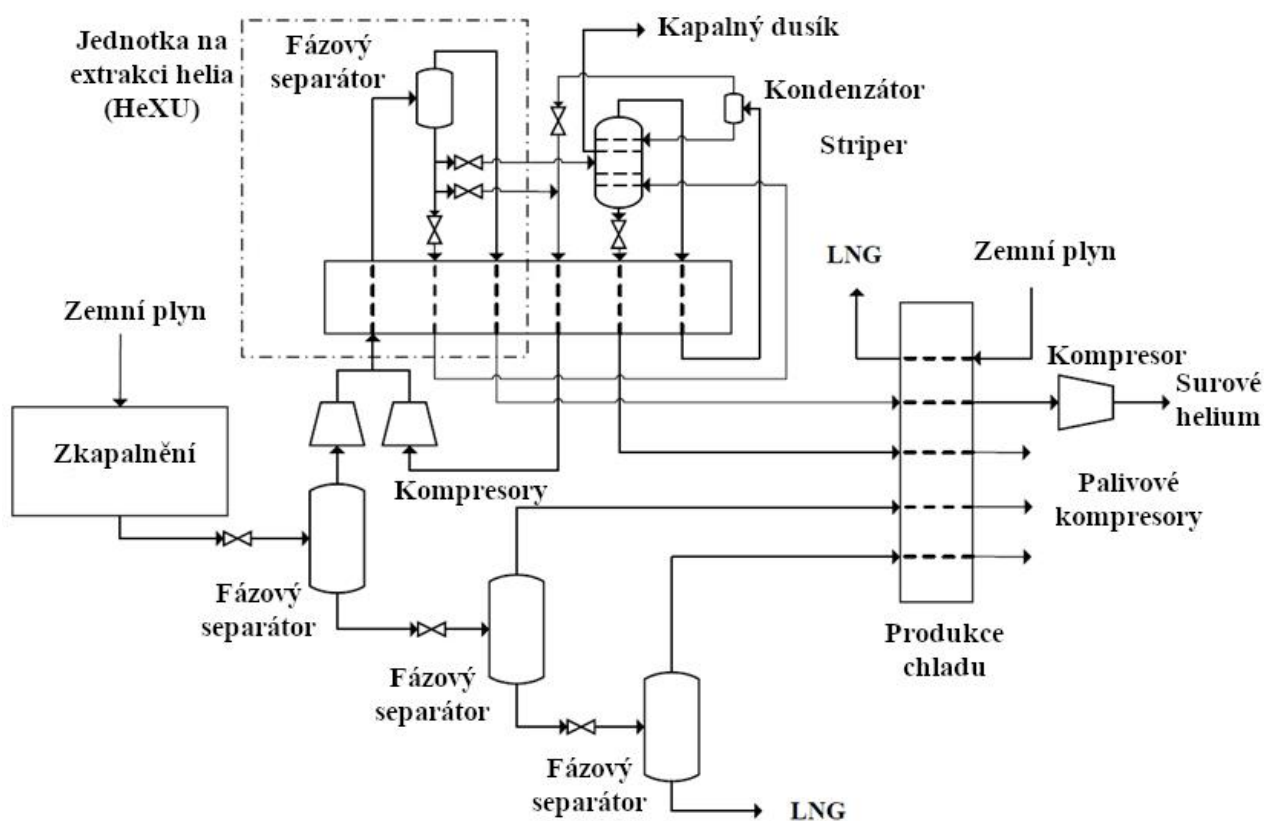 Jednotka na
extrakci helia
(HeXU)
Fázový
separátor
Kapalný dusík
Kondenzátor
Striper
LNG
Zemní plyn
Zemní plyn
Kompresor
Surové
helium
Zkapalnění
Kompresory
Palivové
kompresory
Fázový
separátor
Produkce
chladu
Fázový
separátor
Fázový
separátor
LNG